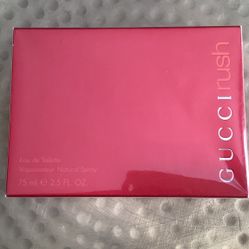 GUCCI rush
Eau de Toilette
Vaporisateur Natural Spray
75 ml ℮ 2.5 FL. OZ.